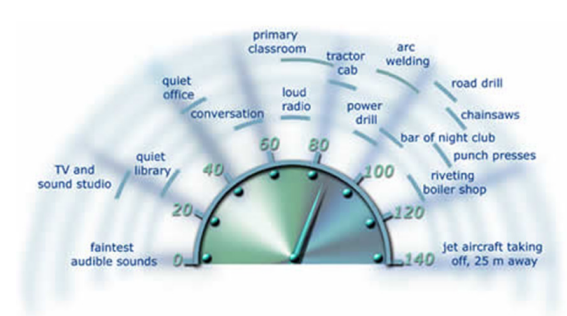 primary
classroom
tractor
cab
arc
welding
quiet
office
road drill
loud
radio
conversation
power
drill
chainsaws
bar of night club
punch presses
60
80
quiet
library
TV and
sound studio
40
100
riveting
boiler shop
20
120
faintest
audible sounds
0
140
jet aircraft taking
off, 25 m away